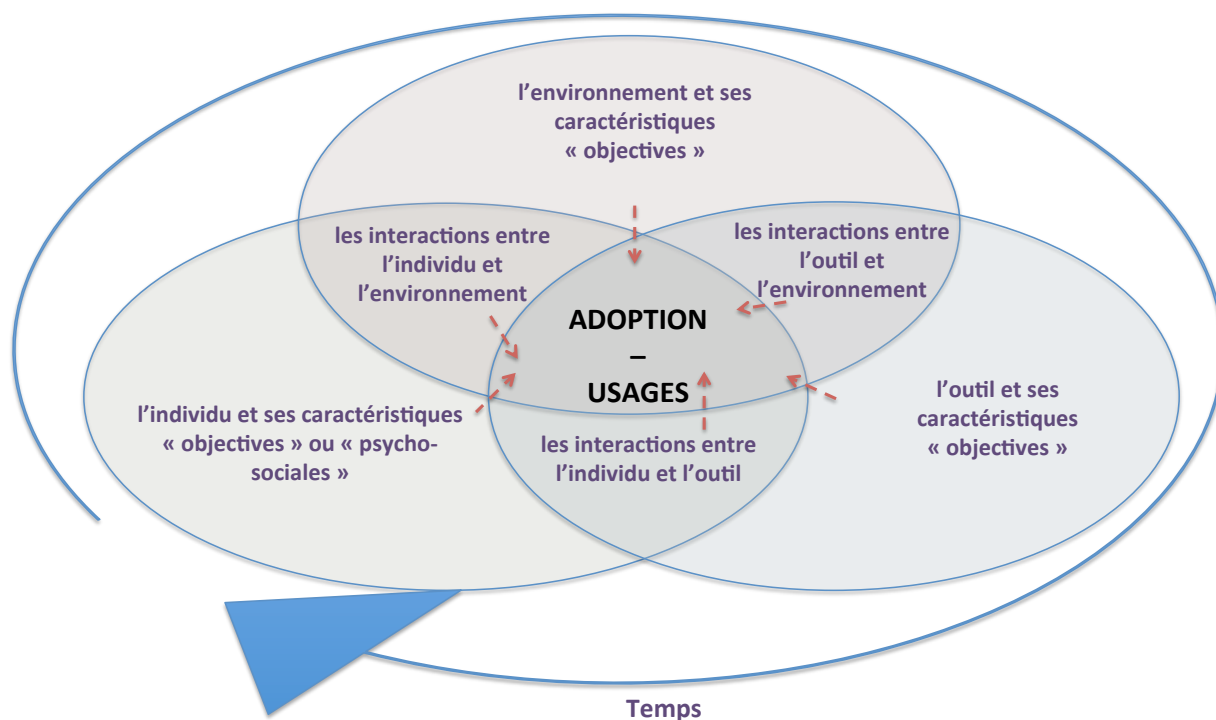 l’environnement et ses
caractéristiques
« objectives »
les interactions entre
l’individu et
l’environnement
les interactions entre
l’outil et
l’environnement
ADOPTION
–
USAGES
l’individu et ses caractéristiques
« objectives » ou « psycho-
sociales »
les interactions entre
l’individu et l’outil
l’outil et ses
caractéristiques
« objectives »
Temps